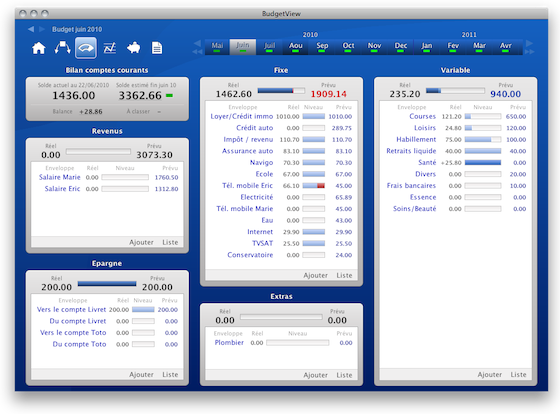 BudgetView
Budget juin 2010
2010
2011
Mai Juin Juil Aou Sep Oct Nov Déc Jan Fev Mar Avr
Bilan comptes courants
Solde actuel au 22/06/2010 Solde estimé fin juin 10
1436.00 3362.66
Balance +28.86 A classer -
Revenus
Réel Prévu
0.00 3073.30
Enveloppe Réel Niveau Prévu
Salaire Marie 0.00 1760.50
Salaire Eric 0.00 1312.80
Ajouter Liste
Epargne
Réel Prévu
200.00 200.00
Enveloppe Réel Niveau Prévu
Vers le compte Livret 200.00 200.00
Du compte Livret 0.00 0.00
Vers le compte Toto 0.00 0.00
Du compte Toto 0.00 0.00
Ajouter Liste
Fixe
Réel Prévu
1462.60 1909.14
Enveloppe Réel Niveau Prévu
Loyer/Crédit immo 1010.00 1010.00
Crédit auto 0.00 289.75
Impôt / revenu 110.70 110.70
Assurance auto 83.10 83.10
Navigo 70.30 70.30
Ecole 67.00 67.00
Tél. mobile Eric 66.10 45.00
Electricité 0.00 65.89
Tél. mobile Marie 0.00 45.00
Eau 0.00 43.00
Internet 29.90 29.90
TVSAT 25.50 25.50
Conservatoire 0.00 24.00
Ajouter Liste
Extras
Réel Prévu
0.00 0.00
Enveloppe Réel Niveau Prévu
Plombier 0.00 0.00
Ajouter Liste
Variable
Réel Prévu
235.20 940.00
Enveloppe Réel Niveau Prévu
Courses 121.20 650.00
Loisirs 24.80 120.00
Habillement 75.00 100.00
Retraits liquide 40.00 40.00
Santé +25.80 0.00
Divers 0.00 20.00
Frais bancaires 0.00 10.00
Essence 0.00 0.00
Soins/Beauté 0.00 0.00
Ajouter Liste